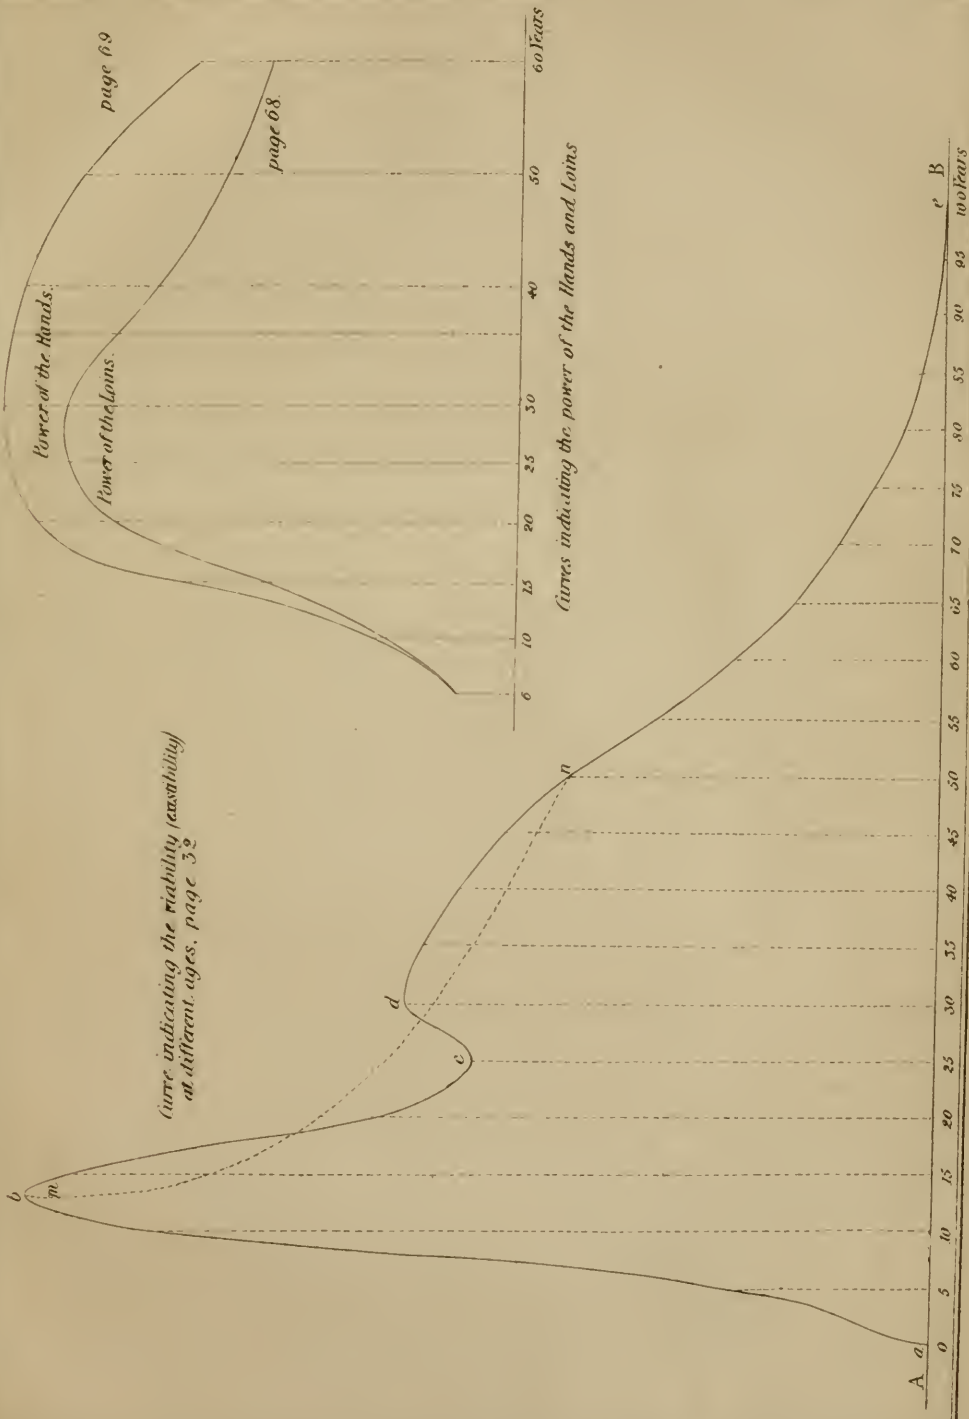 page 69
Power of the Hands.
page 68.
Power of the Loins.
6 10 15 20 25 30 40 50 60 Years
Curves indicating the power of the Hands and Loins
Curve indicating the viability (existibility)
at different ages, page 32
b
m
d
c
n
A a e B
0 5 10 15 20 25 30 35 40 45 50 55 60 65 70 75 80 85 90 95 100 Years